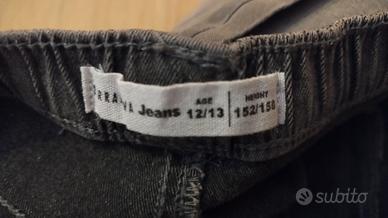 Jeans
AGE
12/13
HEIGHT
152/158
subito